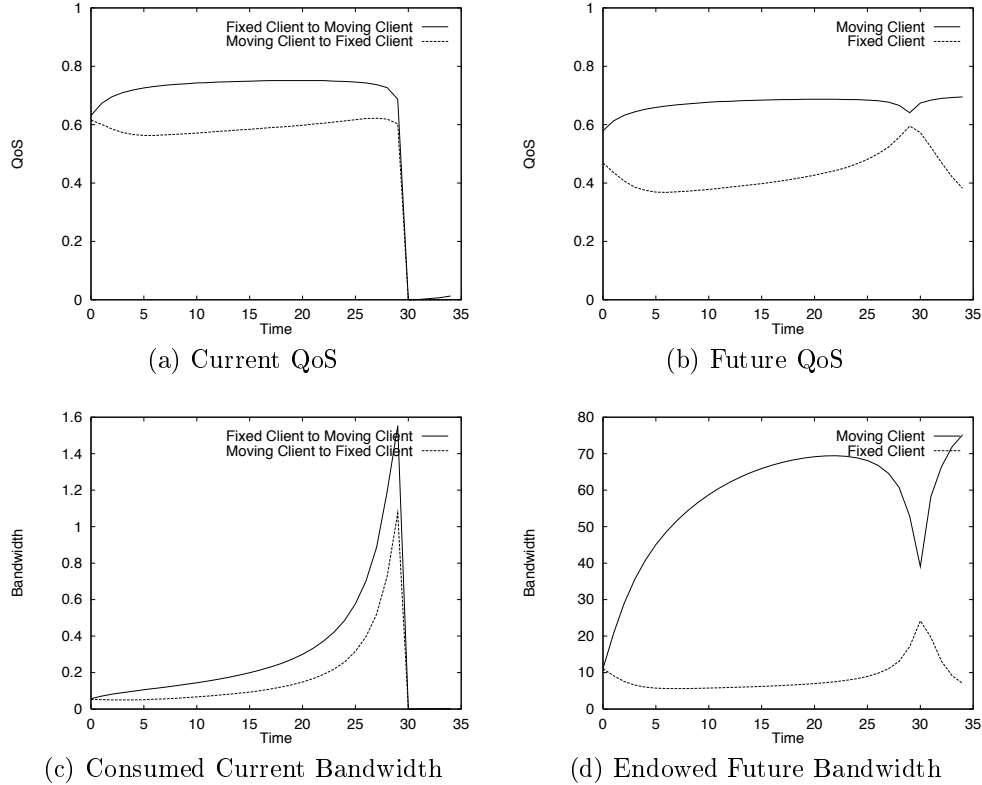 Fixed Client to Moving Client
Moving Client to Fixed Client
1
0.8
0.6
0.4
0.2
0
QoS
0 5 10 15 20 25 30 35
Time
(a) Current QoS
Moving Client
Fixed Client
1
0.8
0.6
0.4
0.2
0
QoS
0 5 10 15 20 25 30 35
Time
(b) Future QoS
Fixed Client to Moving Client
Moving Client to Fixed Client
1.6
1.4
1.2
1
0.8
0.6
0.4
0.2
0
Bandwidth
0 5 10 15 20 25 30 35
Time
(c) Consumed Current Bandwidth
Moving Client
Fixed Client
80
70
60
50
40
30
20
10
0
Bandwidth
0 5 10 15 20 25 30 35
Time
(d) Endowed Future Bandwidth